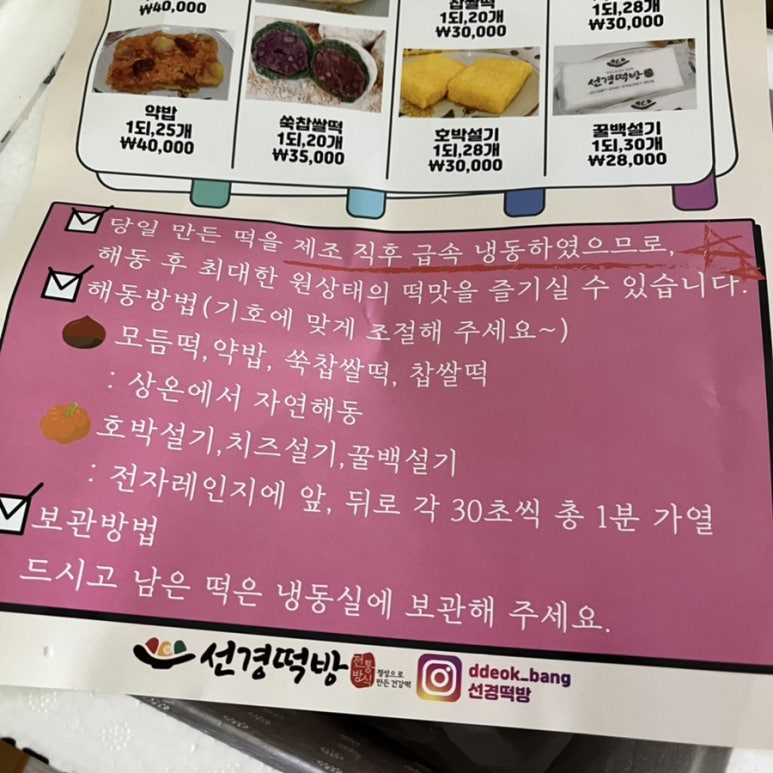 ₩40,000
찹쌀떡
1되,20개
₩30,000
1되,28개
₩30,000
선경떡방
약밥
1되,25개
₩40,000
쑥찹쌀떡
1되,20개
₩35,000
호박설기
1되,28개
₩30,000
꿀백설기
1되,30개
₩28,000
당일 만든 떡을 제조 직후 급속 냉동하였으므로,
해동 후 최대한 원상태의 떡맛을 즐기실 수 있습니다.
해동방법(기호에 맞게 조절해 주세요~)
모듬떡,약밥, 쑥찹쌀떡, 찹쌀떡
: 상온에서 자연해동
호박설기,치즈설기,꿀백설기
: 전자레인지에 앞, 뒤로 각 30초씩 총 1분 가열
보관방법
드시고 남은 떡은 냉동실에 보관해 주세요.
선경떡방
전통
방식
정성으로
만든 건강떡
ddeok_bang
선경떡방